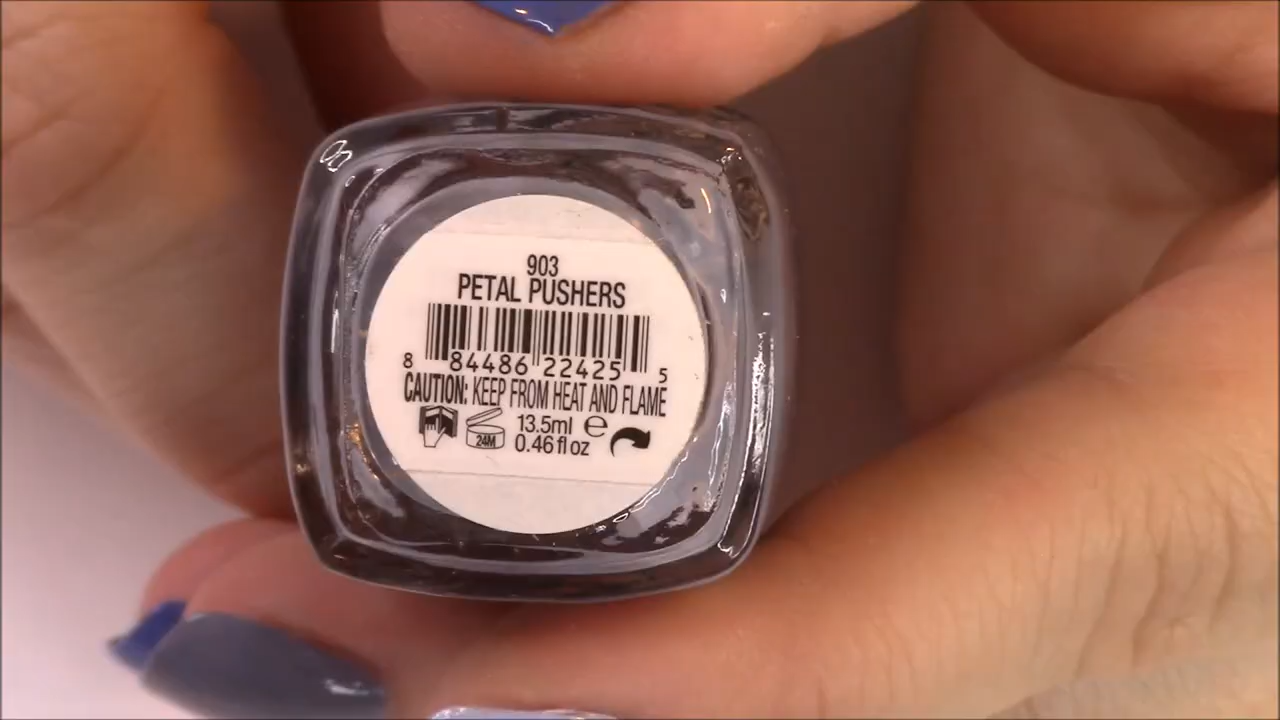 903
PETAL PUSHERS
8 84486 22425 5
CAUTION: KEEP FROM HEAT AND FLAME
24M
13.5ml e
0.46 fl oz